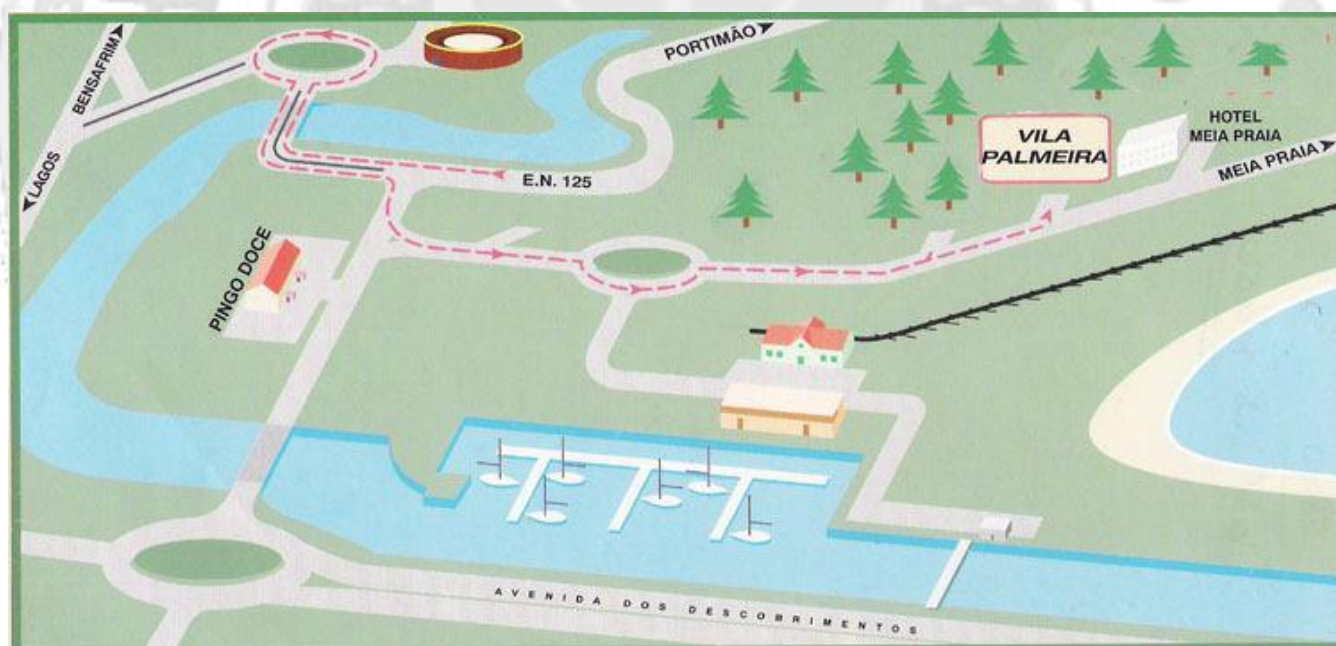 BENSAFRIM
LAGOS
PORTIMÃO
E.N. 125
PINGO DOCE
VILA
PALMEIRA
HOTEL
MEIA PRAIA
MEIA PRAIA
AVENIDA DOS DESCOBRIMENTOS